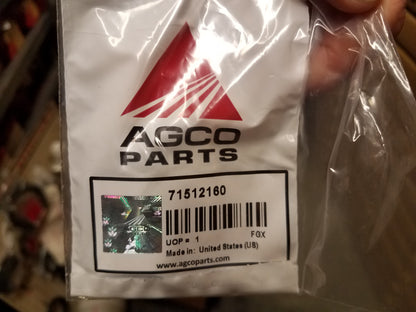 AGCO
PARTS
71512160
UOP = 1 FGX
Made in: United States (US)
www.agcoparts.com